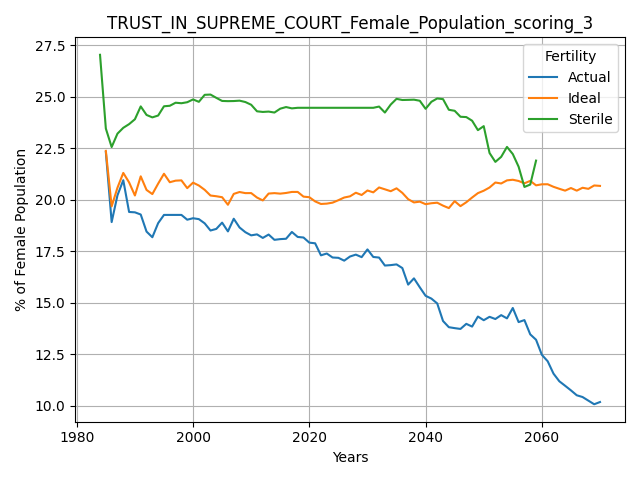 TRUST_IN_SUPREME_COURT_Female_Population_scoring_3
27.5
25.0
22.5
20.0
17.5
15.0
12.5
10.0
% of Female Population
Fertility
Actual
Ideal
Sterile
1980
2000
2020
2040
2060
Years